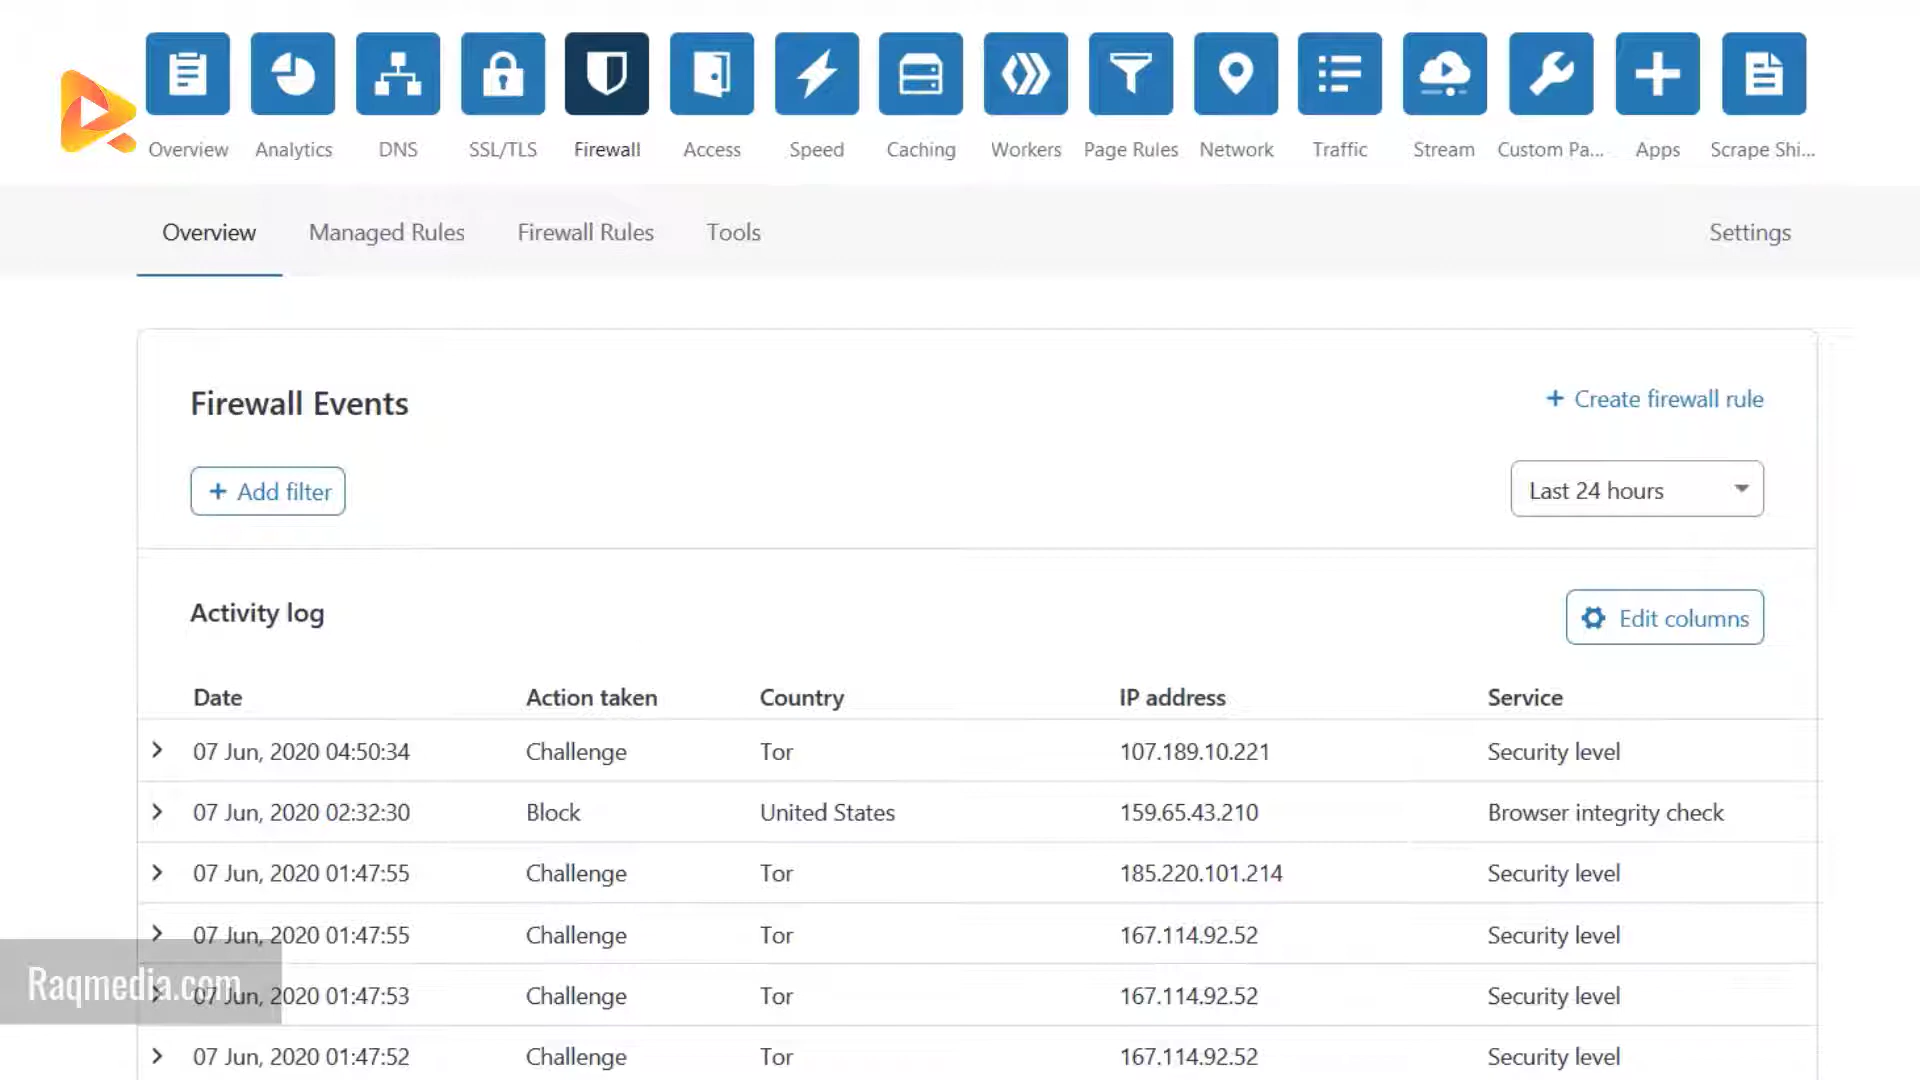 Overview Analytics DNS SSL/TLS Firewall Access Speed Caching Workers Page Rules Network Traffic Stream Custom Pa... Apps Scrape Shi...
Overview Managed Rules Firewall Rules Tools Settings
Firewall Events + Create firewall rule
+ Add filter Last 24 hours
Activity log Edit columns
Date Action taken Country IP address Service
07 Jun, 2020 04:50:34 Challenge Tor 107.189.10.221 Security level
07 Jun, 2020 02:32:30 Block United States 159.65.43.210 Browser integrity check
07 Jun, 2020 01:47:55 Challenge Tor 185.220.101.214 Security level
07 Jun, 2020 01:47:55 Challenge Tor 167.114.92.52 Security level
Raqmedia.com
07 Jun, 2020 01:47:53 Challenge Tor 167.114.92.52 Security level
07 Jun, 2020 01:47:52 Challenge Tor 167.114.92.52 Security level